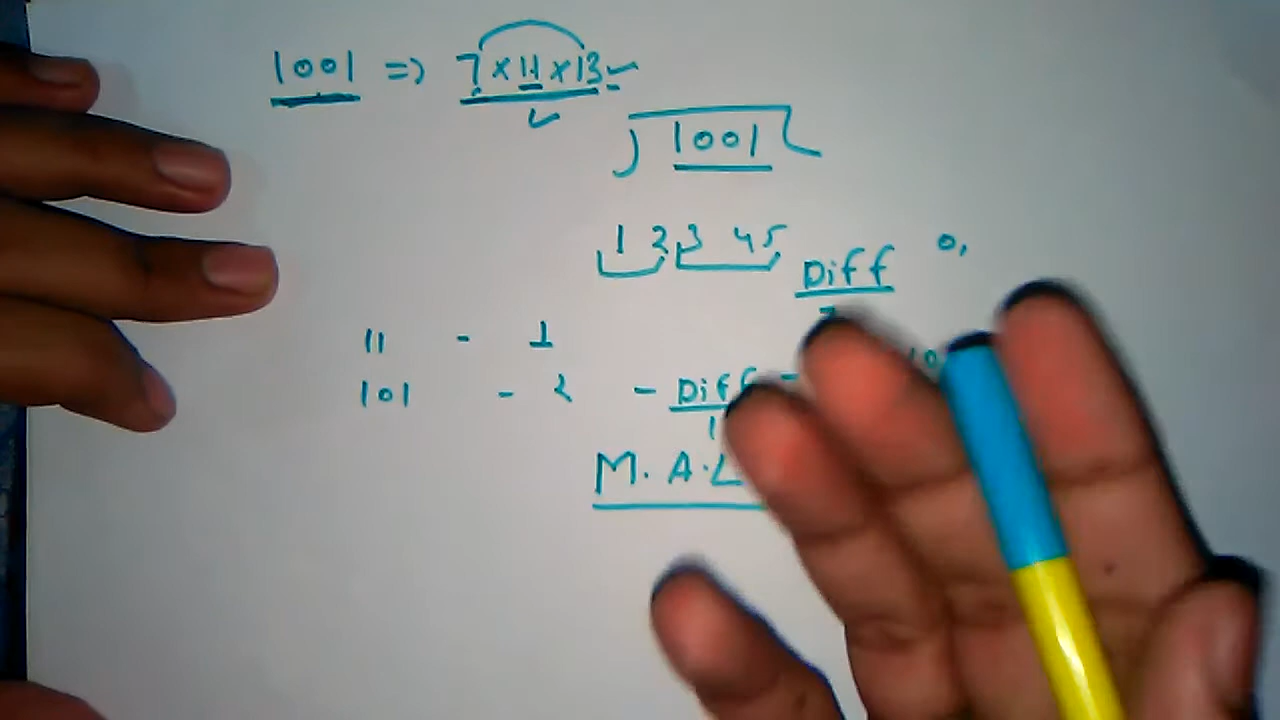 1001 => 7×11×13
1001
1 2 3 4 5
Diff 0,
11 - 1
101 - 2 - Diff -
M. A. L